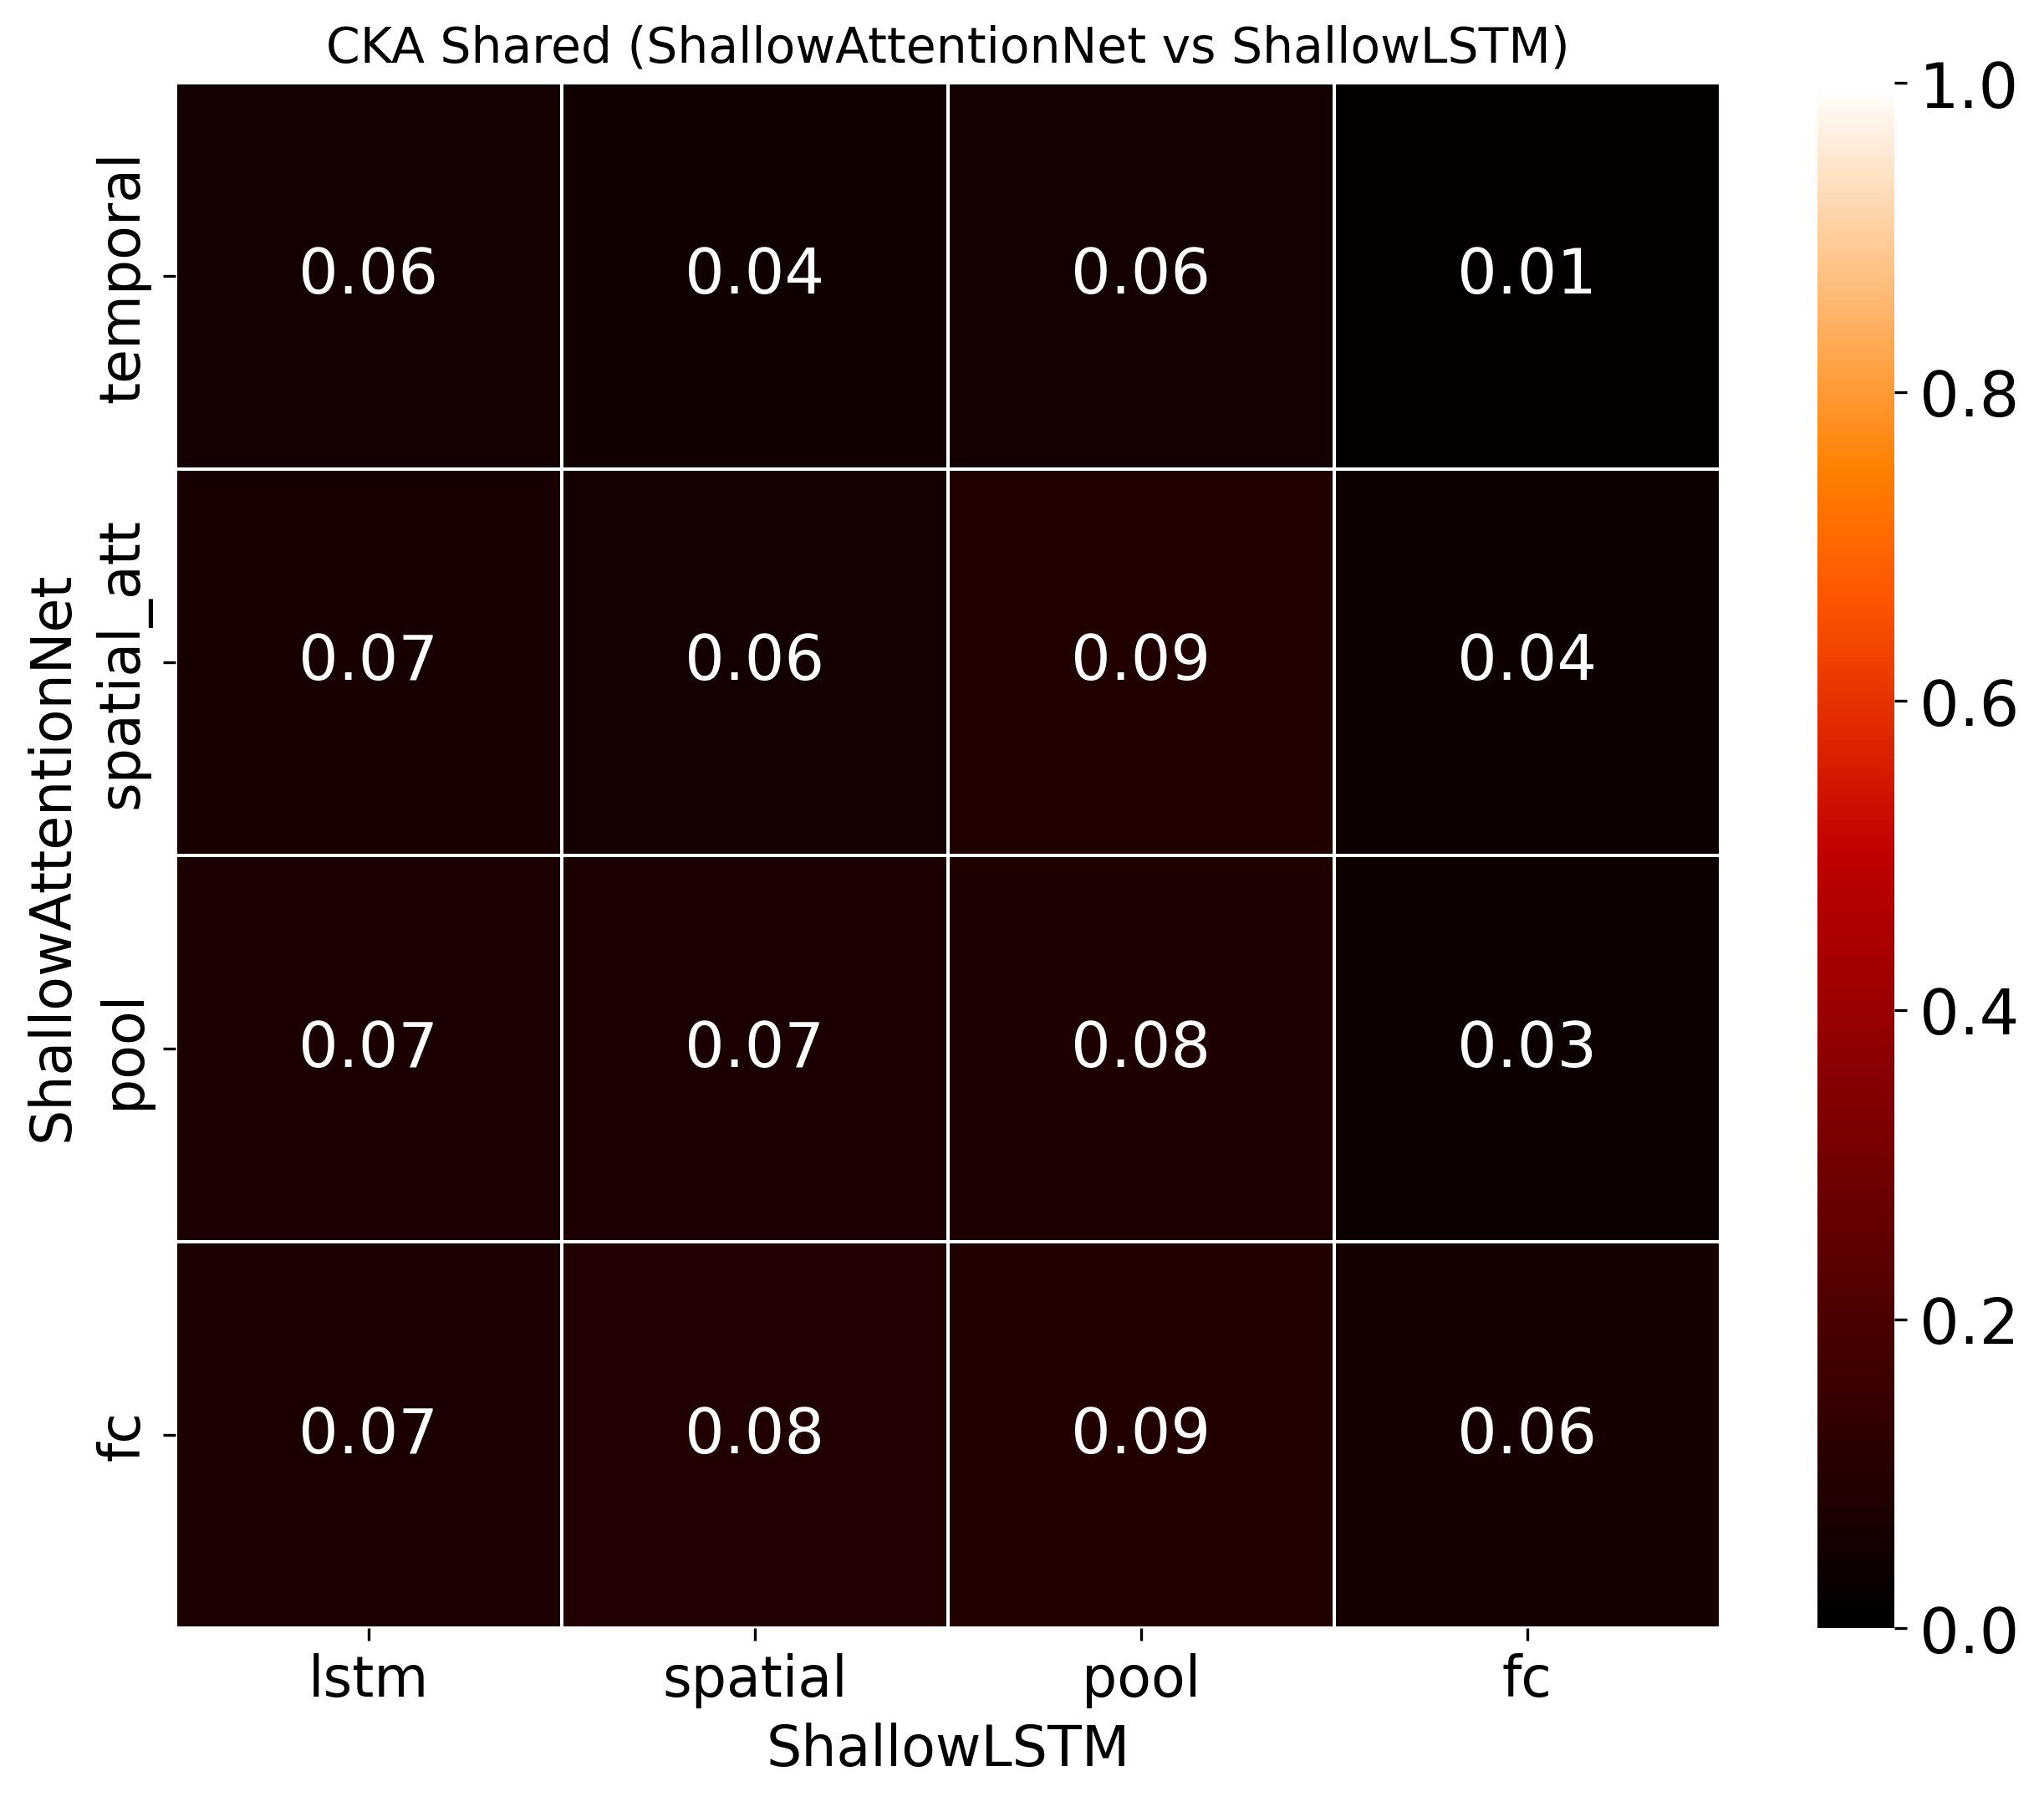 CKA Shared (ShallowAttentionNet vs ShallowLSTM)
ShallowAttentionNet
temporal
0.06 0.04 0.06 0.01
spatial_att
0.07 0.06 0.09 0.04
pool
0.07 0.07 0.08 0.03
fc
0.07 0.08 0.09 0.06
lstm spatial pool fc
ShallowLSTM
1.0
0.8
0.6
0.4
0.2
0.0